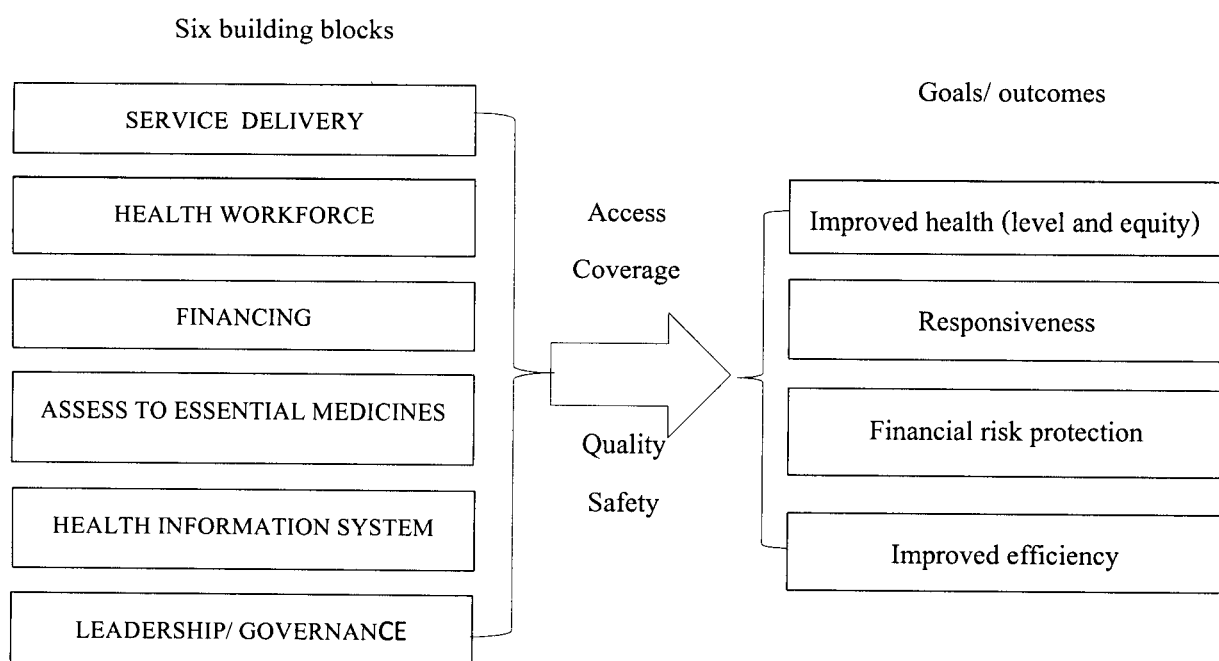 Six building blocks
SERVICE DELIVERY
HEALTH WORKFORCE
FINANCING
ASSESS TO ESSENTIAL MEDICINES
HEALTH INFORMATION SYSTEM
LEADERSHIP/ GOVERNANCE
Access
Coverage
Quality
Safety
Goals/ outcomes
Improved health (level and equity)
Responsiveness
Financial risk protection
Improved efficiency